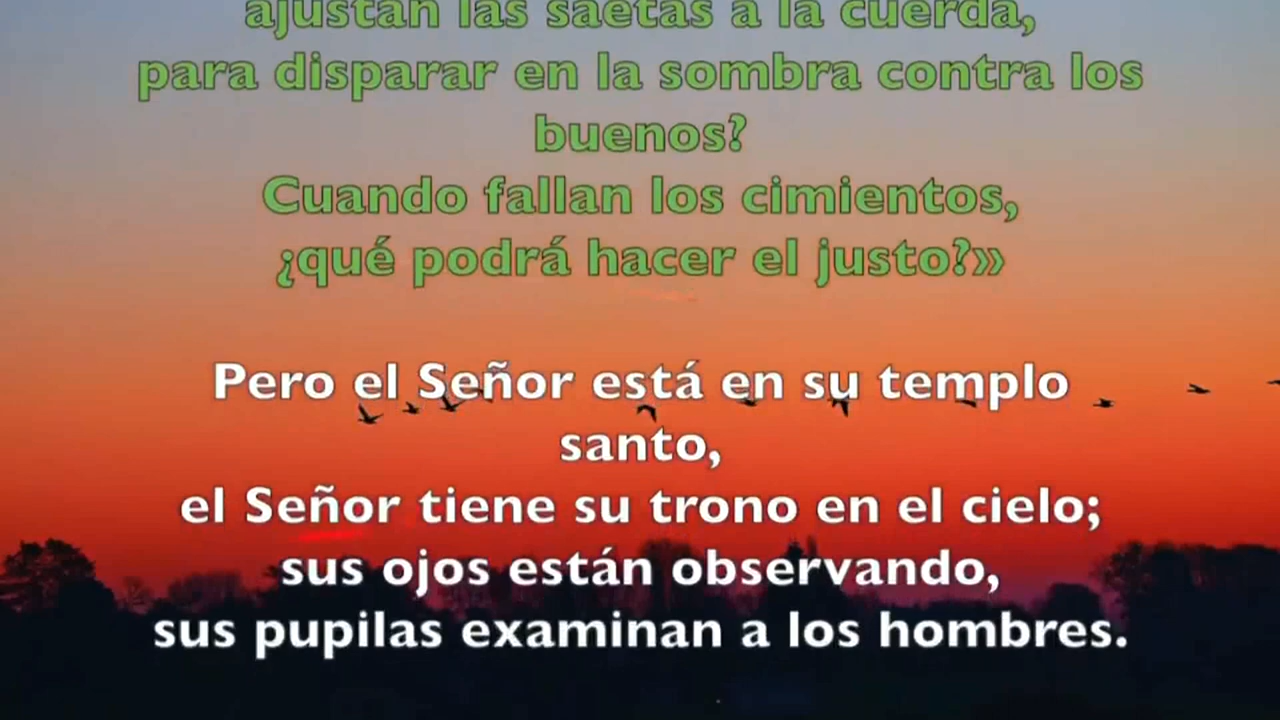 ajustan las saetas a la cuerda,
para disparar en la sombra contra los
buenos?
Cuando fallan los cimientos,
¿qué podrá hacer el justo?»
Pero el Señor está en su templo
santo,
el Señor tiene su trono en el cielo;
sus ojos están observando,
sus pupilas examinan a los hombres.